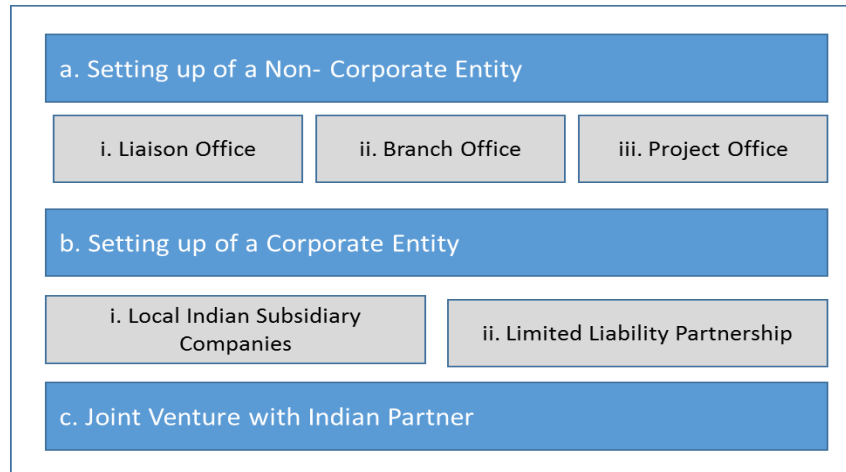 a. Setting up of a Non- Corporate Entity
i. Liaison Office
ii. Branch Office
iii. Project Office
b. Setting up of a Corporate Entity
i. Local Indian Subsidiary
Companies
ii. Limited Liability Partnership
c. Joint Venture with Indian Partner